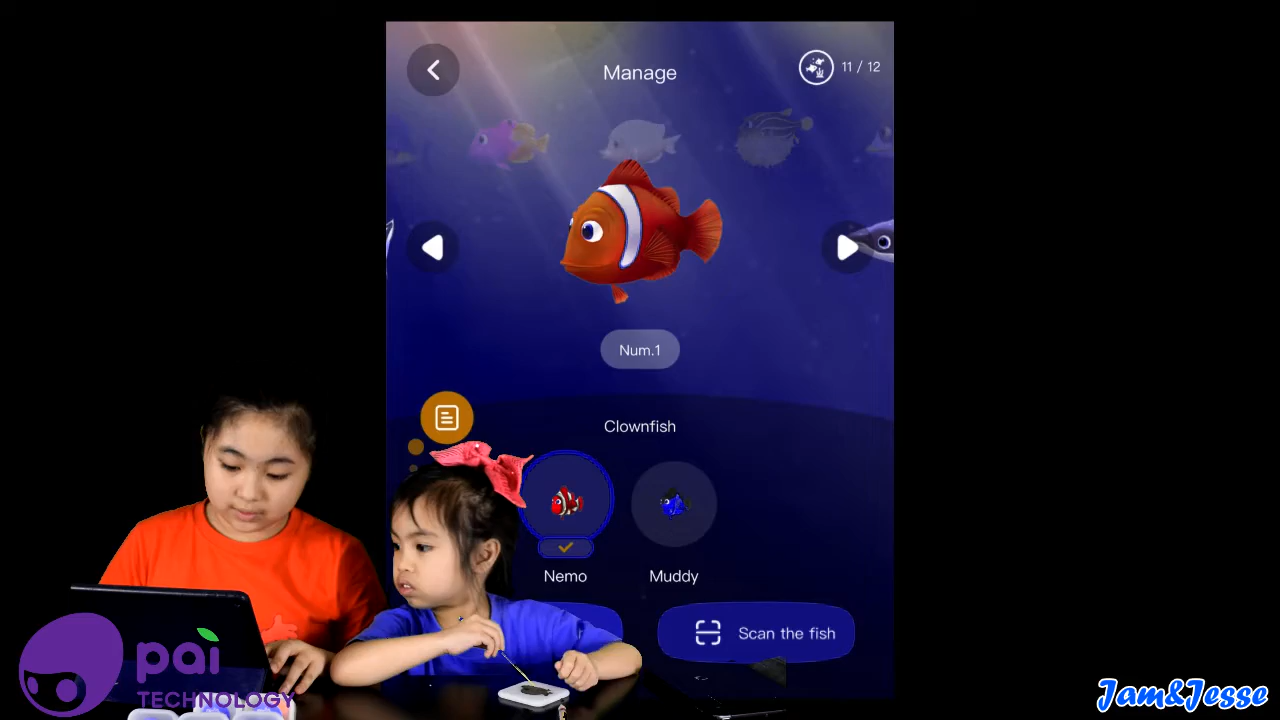 Manage
11 / 12
Num.1
Clownfish
Nemo
Muddy
Scan the fish
pai
TECHNOLOGY
Jam&Jesse